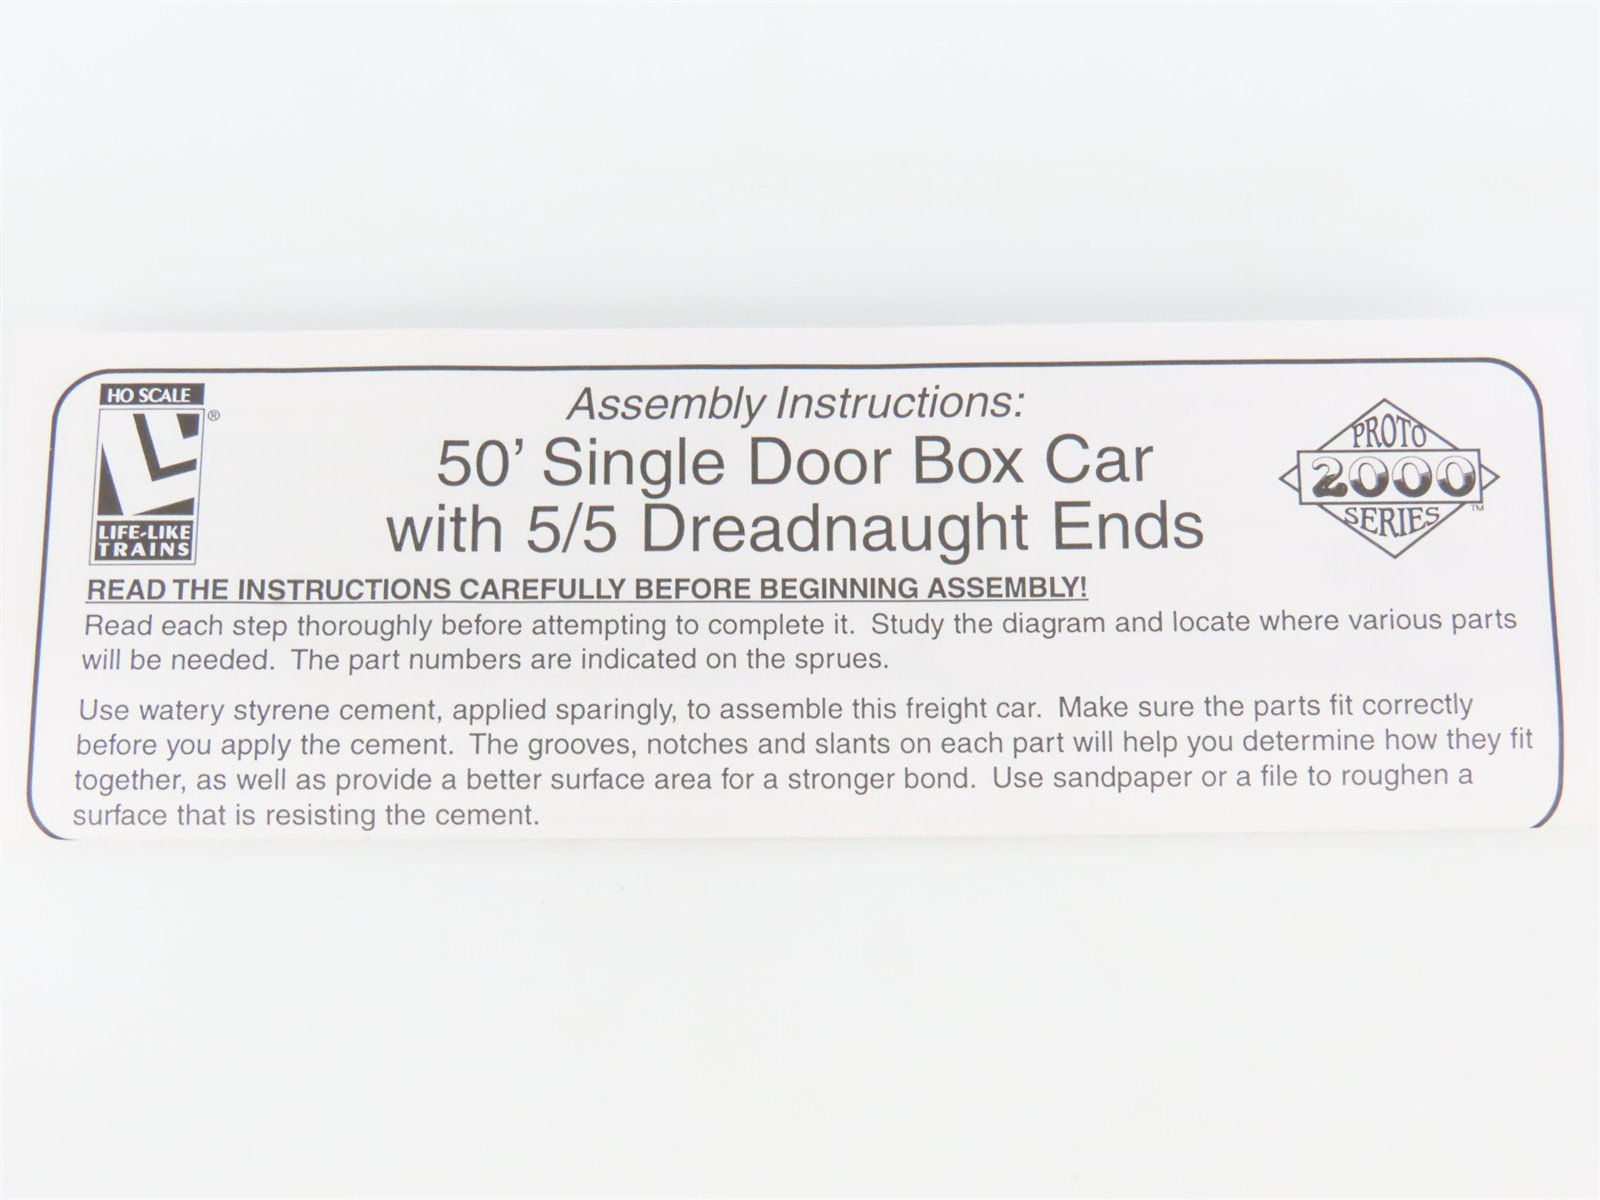 HO SCALE
®
LIFE-LIKE
TRAINS
Assembly Instructions:
50' Single Door Box Car
with 5/5 Dreadnaught Ends
PROTO
2000
SERIES
™
READ THE INSTRUCTIONS CAREFULLY BEFORE BEGINNING ASSEMBLY!
Read each step thoroughly before attempting to complete it. Study the diagram and locate where various parts
will be needed. The part numbers are indicated on the sprues.
Use watery styrene cement, applied sparingly, to assemble this freight car. Make sure the parts fit correctly
before you apply the cement. The grooves, notches and slants on each part will help you determine how they fit
together, as well as provide a better surface area for a stronger bond. Use sandpaper or a file to roughen a
surface that is resisting the cement.